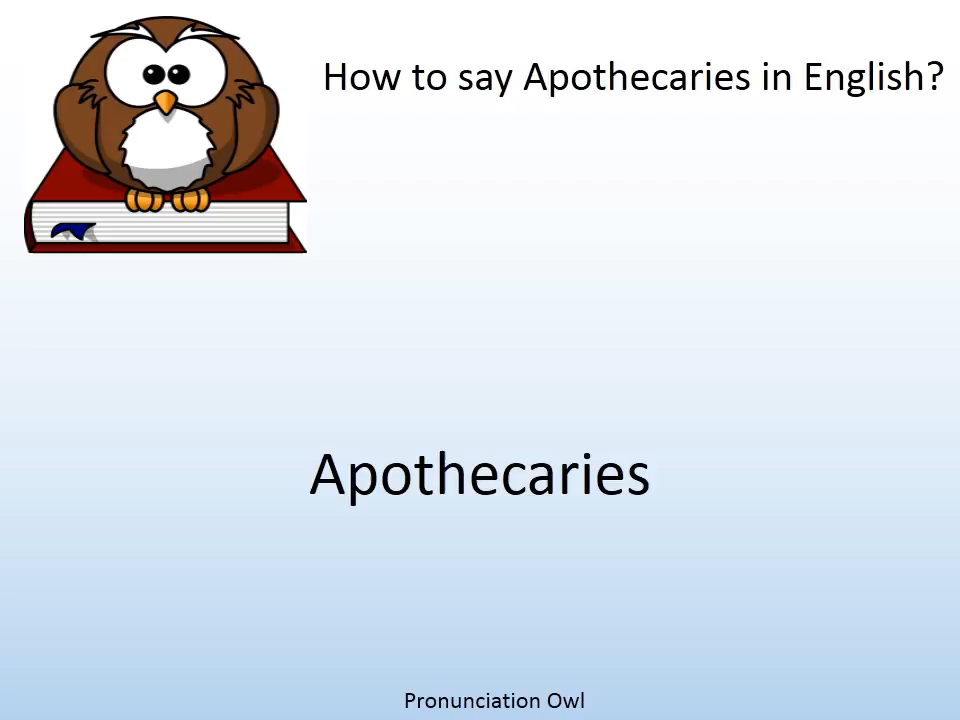 How to say Apothecaries in English?
Apothecaries
Pronunciation Owl